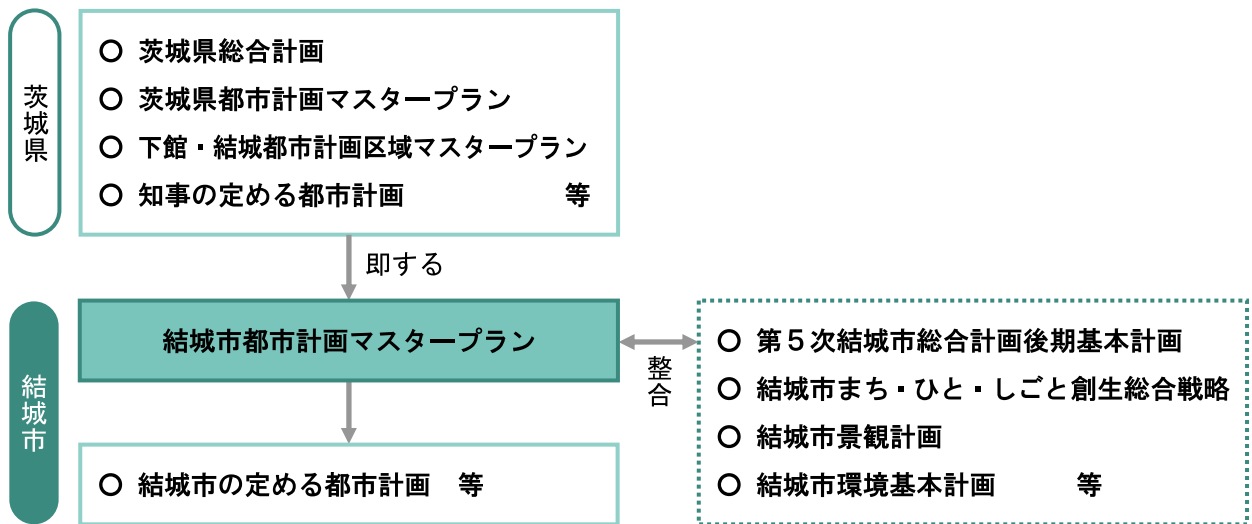 茨城県
○ 茨城県総合計画
○ 茨城県都市計画マスタープラン
○ 下館・結城都市計画区域マスタープラン
○ 知事の定める都市計画　等
即する
結城市
結城市都市計画マスタープラン
整合
○ 第５次結城市総合計画後期基本計画
○ 結城市まち・ひと・しごと創生総合戦略
○ 結城市景観計画
○ 結城市環境基本計画　等
○ 結城市の定める都市計画　等